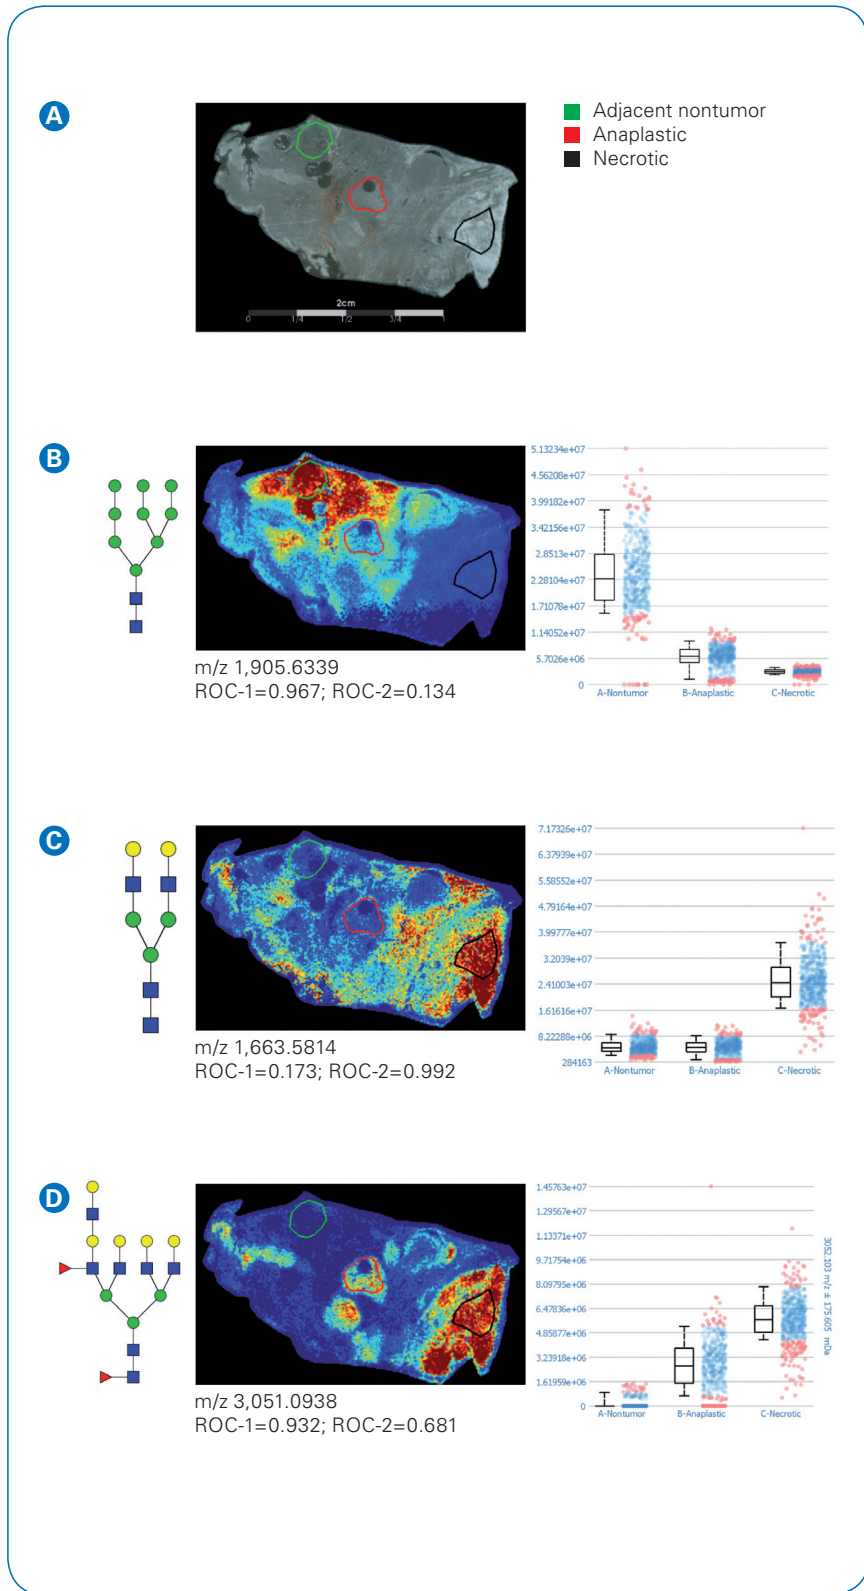 A
Adjacent nontumor
Anaplastic
Necrotic
2cm
0 1/4 1/2 3/4 1
B
m/z 1,905.6339
ROC-1=0.967; ROC-2=0.134
5.13234e+07
4.56208e+07
3.99182e+07
3.42156e+07
2.8513e+07
2.28104e+07
1.71078e+07
1.14052e+07
5.7026e+06
0
A-Nontumor B-Anaplastic C-Necrotic
C
m/z 1,663.5814
ROC-1=0.173; ROC-2=0.992
7.17326e+07
6.37939e+07
5.58552e+07
4.79164e+07
3.99777e+07
3.2039e+07
2.41003e+07
1.61616e+07
8.22288e+06
284163
A-Nontumor B-Anaplastic C-Necrotic
D
m/z 3,051.0938
ROC-1=0.932; ROC-2=0.681
1.45763e+07
1.29567e+07
1.13371e+07
9.71754e+06
8.09795e+06
6.47836e+06
4.85877e+06
3.23918e+06
1.61959e+06
0
A-Nontumor B-Anaplastic C-Necrotic
3052.103 m/z ± 175.605 mDa